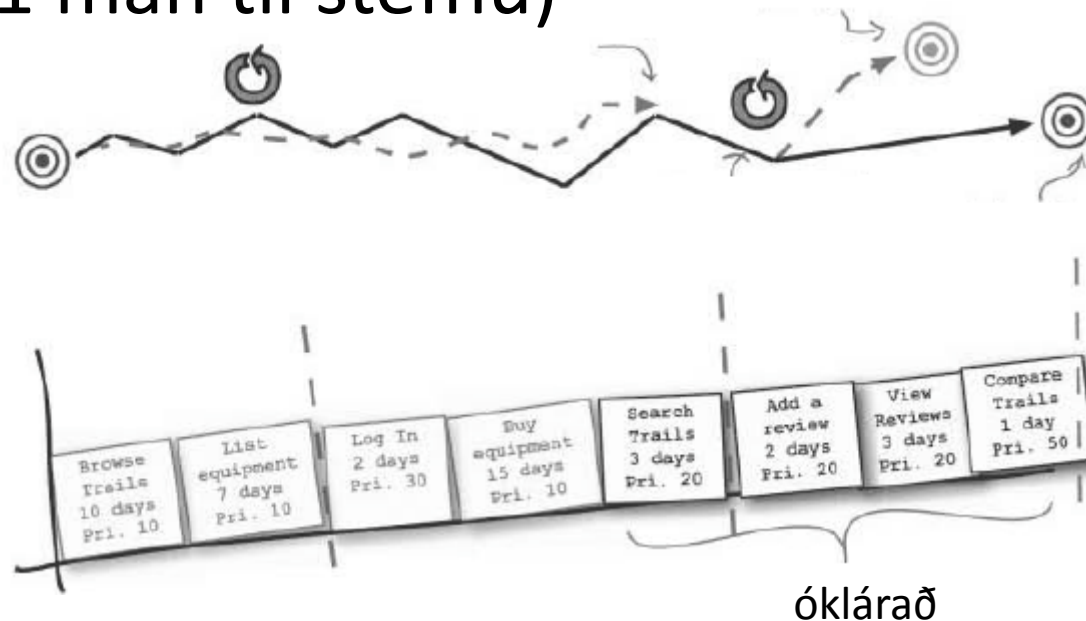 1 mán til stefnu)
Browse
Trails
10 days
Pri. 10
List
equipment
7 days
Pri. 10
Log In
2 days
Pri. 30
Buy
equipment
15 days
Pri. 10
Search
Trails
3 days
Pri. 20
Add a
review
2 days
Pri. 20
View
Reviews
3 days
Pri. 20
Compare
Trails
1 day
Pri. 50
óklárað